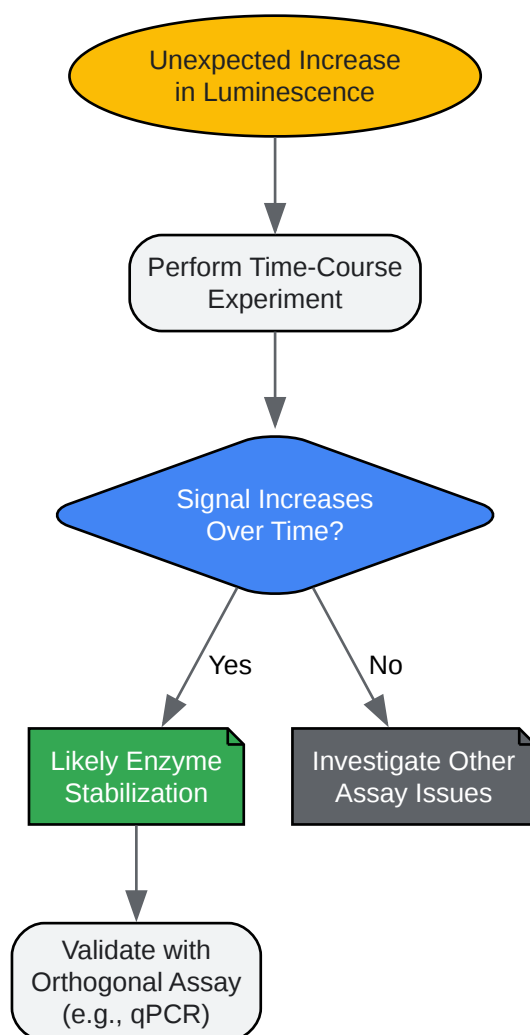 Unexpected Increase
in Luminescence
Perform Time-Course
Experiment
Signal Increases
Over Time?
Yes
No
Likely Enzyme
Stabilization
Investigate Other
Assay Issues
Validate with
Orthogonal Assay
(e.g., qPCR)